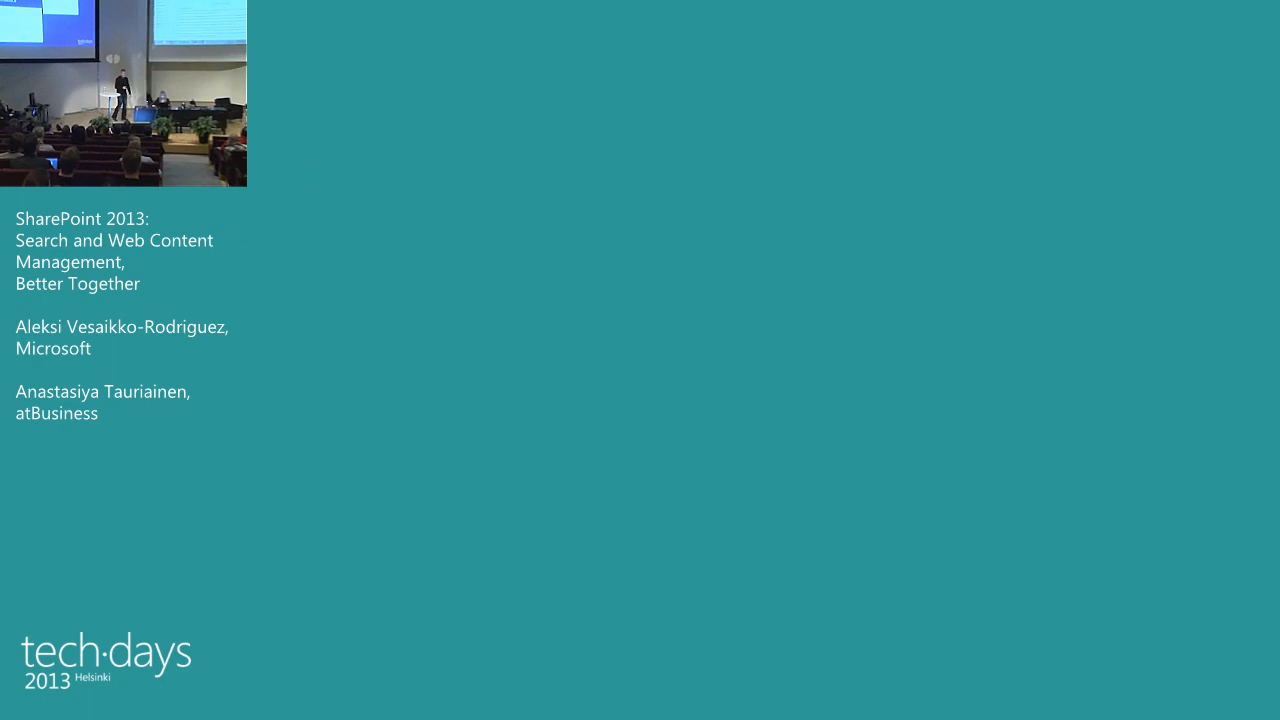 SharePoint 2013:
Search and Web Content
Management,
Better Together
Aleksi Vesaikko-Rodriguez,
Microsoft
Anastasiya Tauriainen,
atBusiness
tech·days
2013 Helsinki